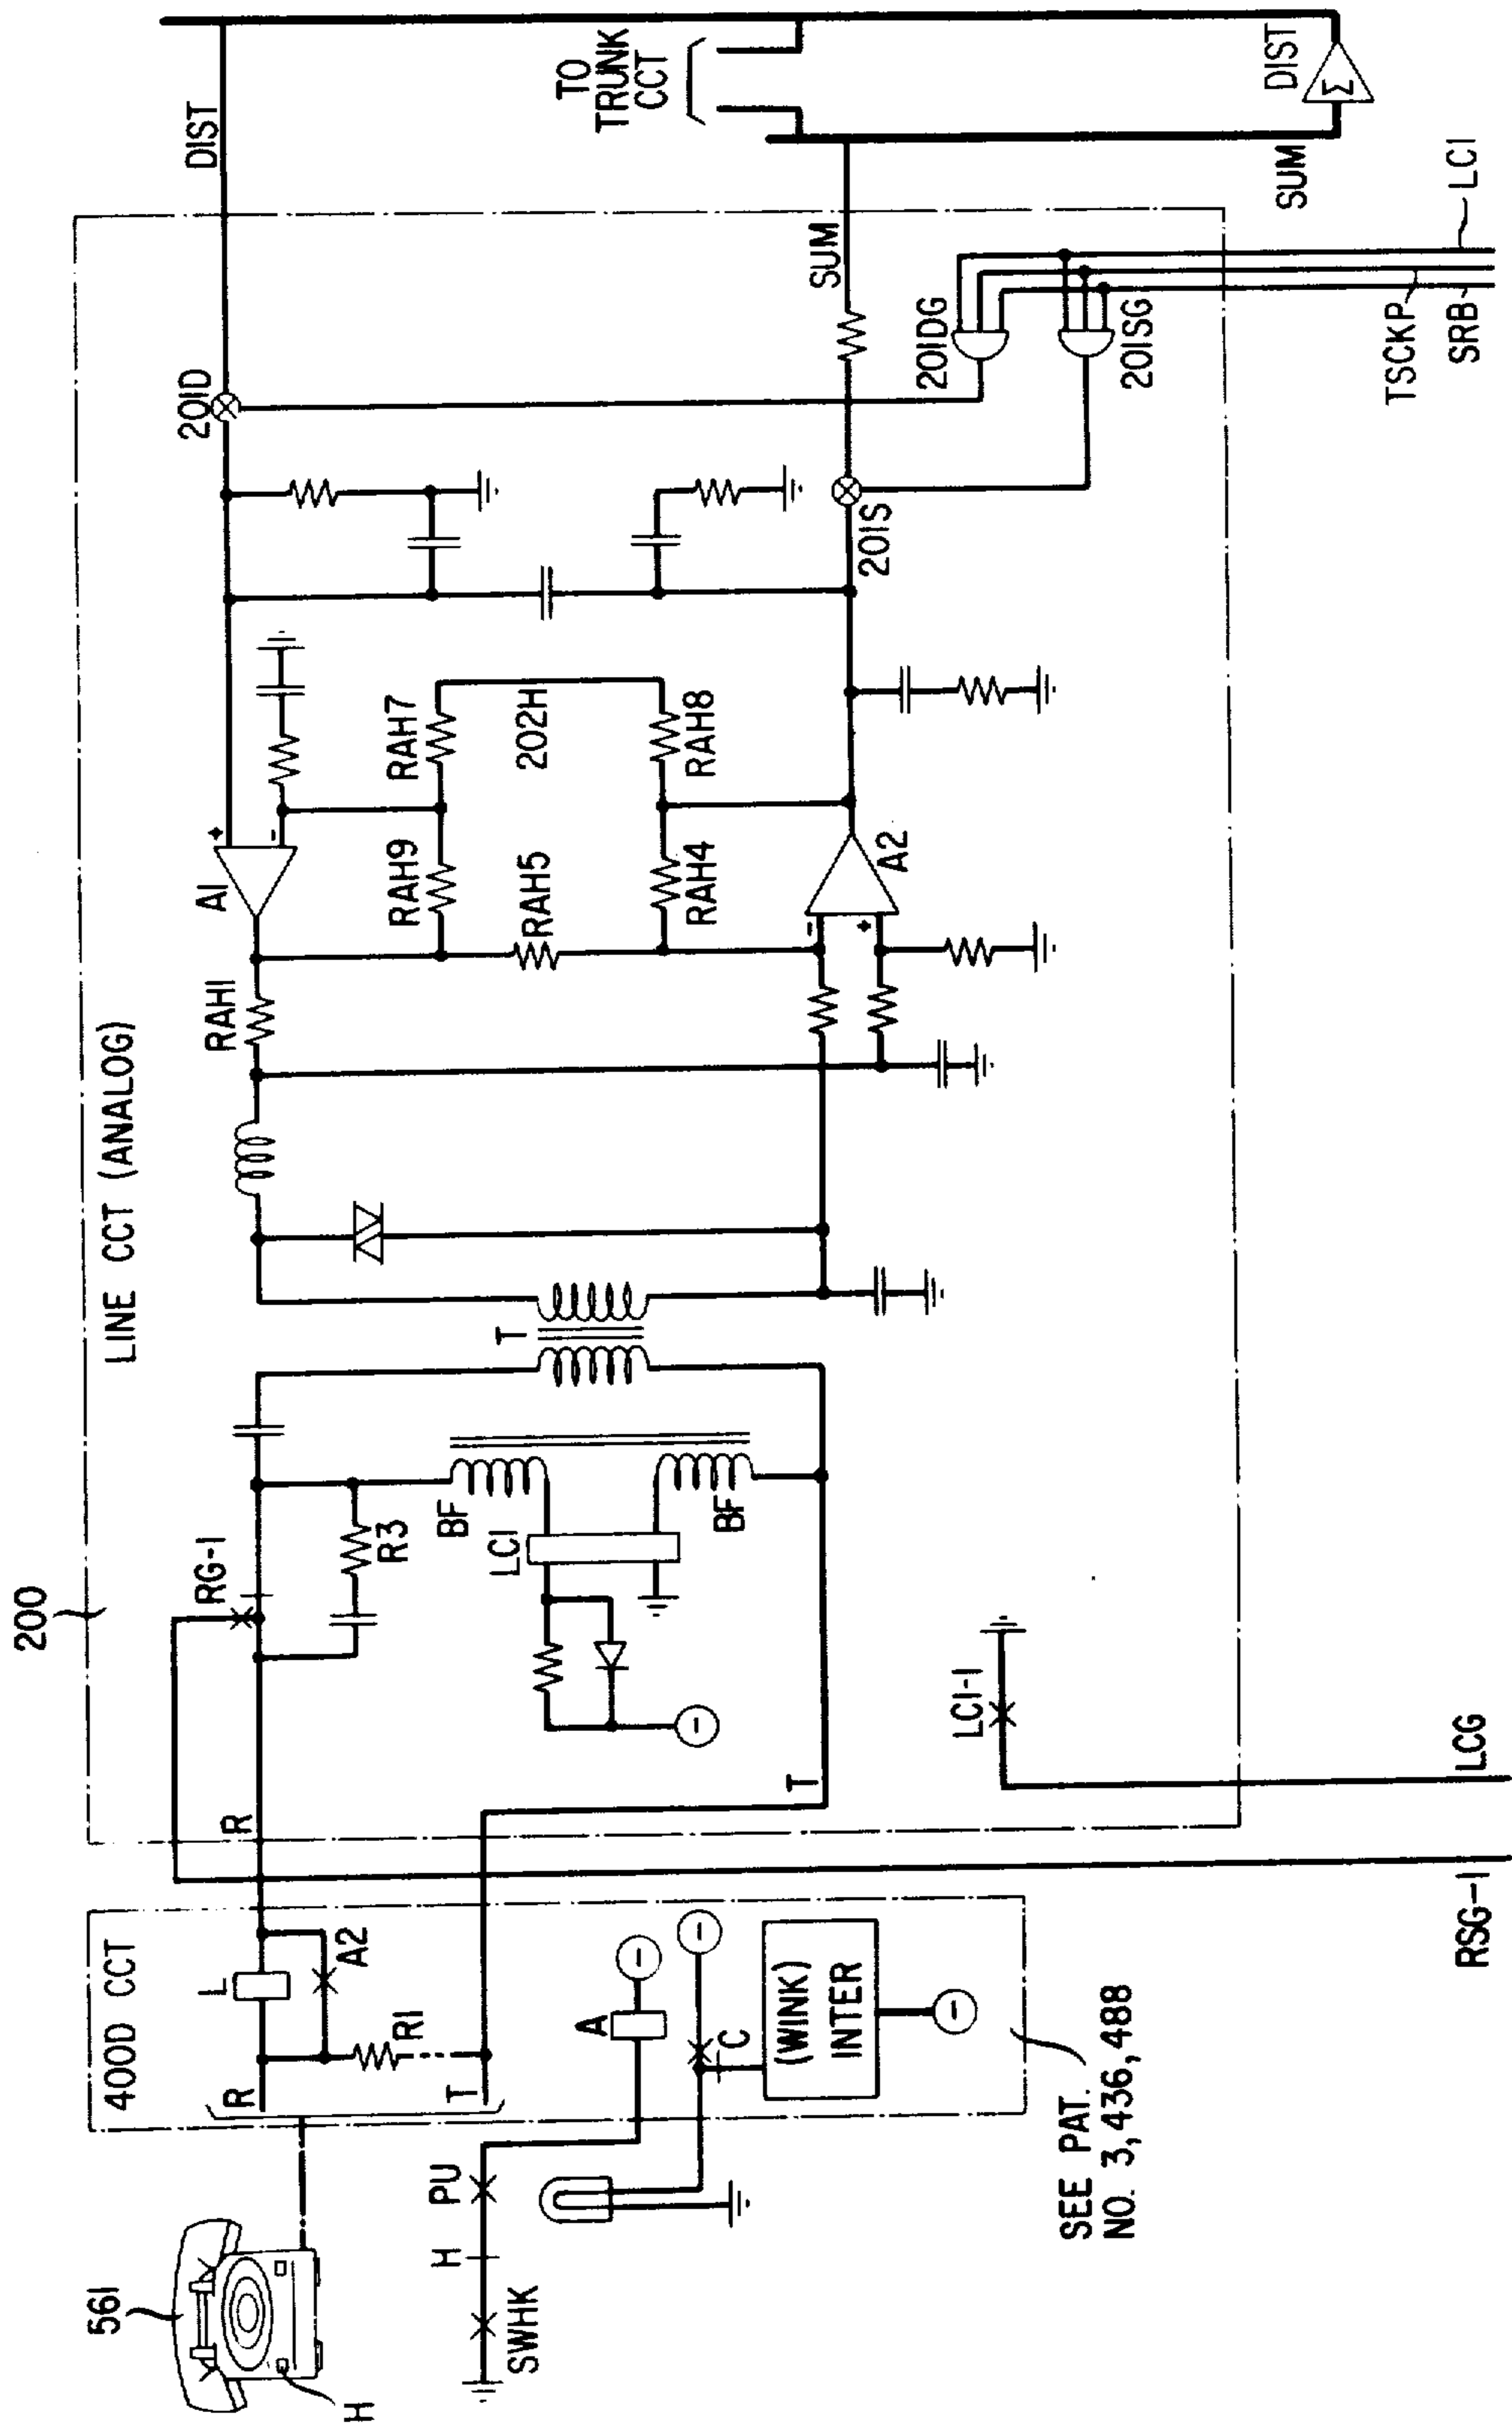 200
LINE CCT (ANALOG)
561
H
400D CCT
R
L
A2
R1
T
SWHK
H
PU
A
C
(WINK)
INTER
SEE PAT.
NO. 3,436,488
R
RG-1
R3
BF
LC1
BF
T
T
LC1-1
RSG-1
LCG
RAH1
A1
+
-
RAH9
RAH7
RAH5
202H
RAH4
RAH8
-
+
A2
201D
201S
DIST
SUM
201DG
201SG
TO
TRUNK
CCT
DIST
Σ
SUM
TSCKP
SRB
LC1